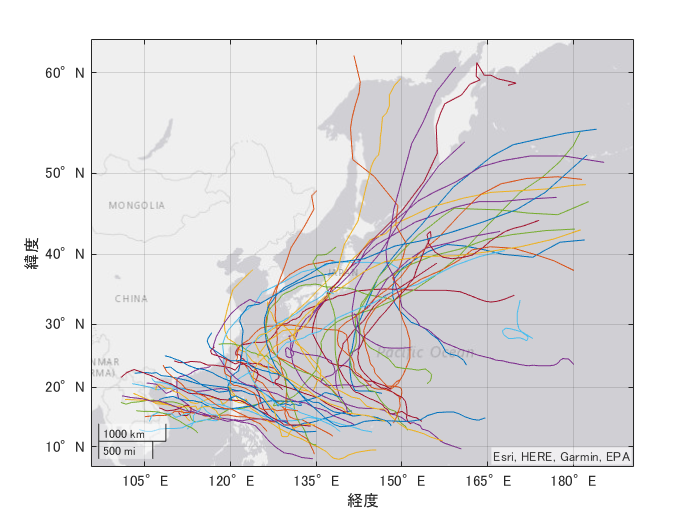 60° N
50° N
40° N
30° N
20° N
10° N
緯度
MONGOLIA
CHINA
JAPAN
Pacific Ocean
1000 km
500 mi
Esri, HERE, Garmin, EPA
105° E
120° E
135° E
150° E
165° E
180° E
経度